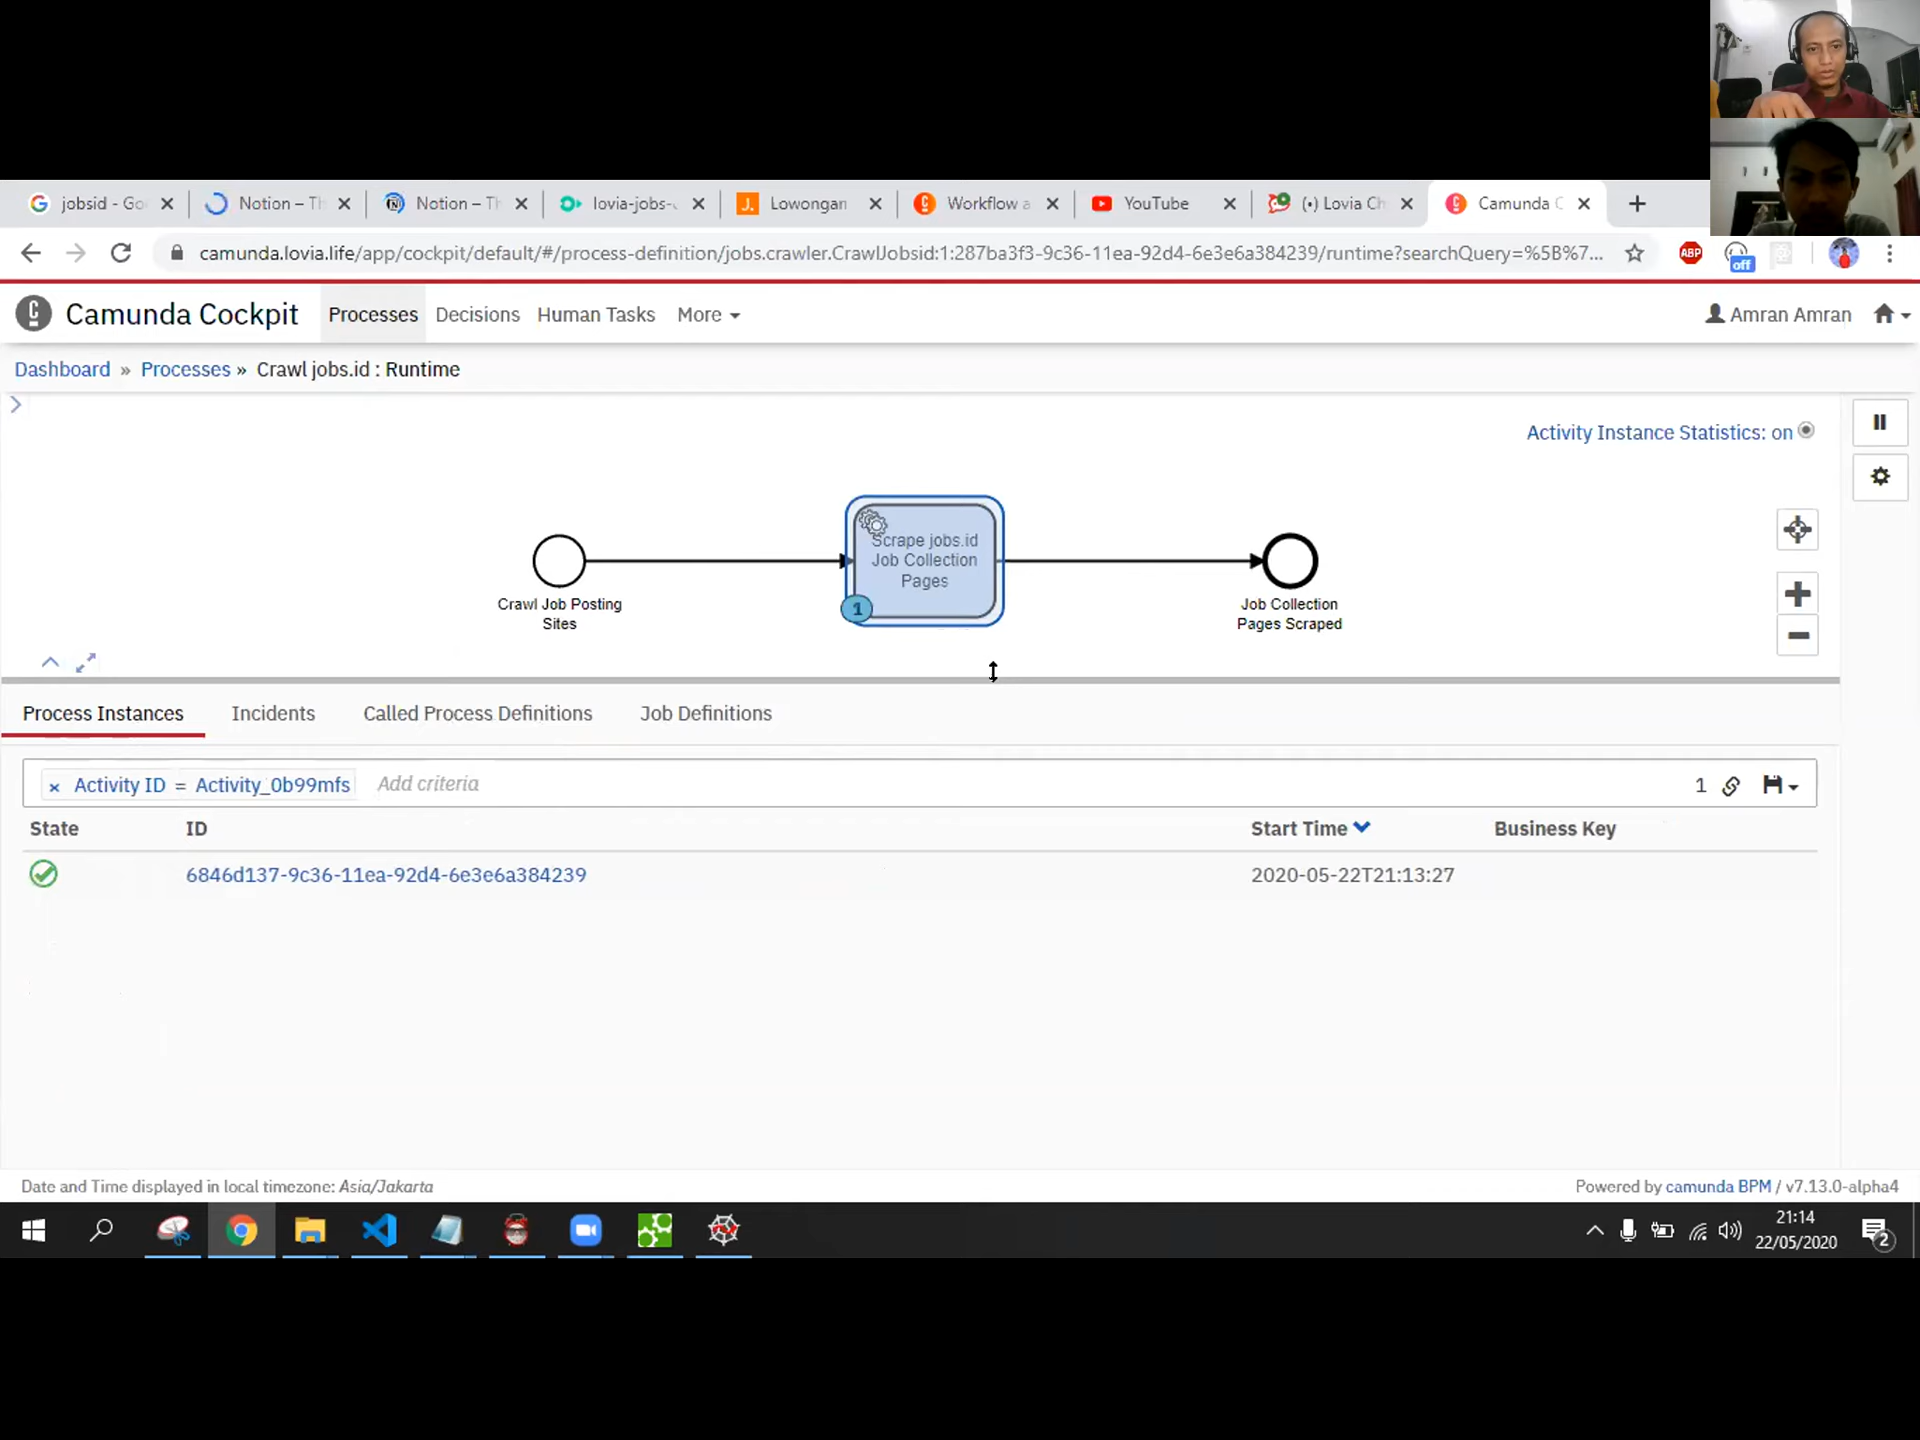 jobsid - Go
Notion – Th
Notion – Th
lovia-jobs-
Lowongan
Workflow a
YouTube
(•) Lovia Ch
Camunda C
camunda.lovia.life/app/cockpit/default/#/process-definition/jobs.crawler.CrawlJobsid:1:287ba3f3-9c36-11ea-92d4-6e3e6a384239/runtime?searchQuery=%5B%7...
ABP
off
Camunda Cockpit
Processes
Decisions
Human Tasks
More
Amran Amran
Dashboard » Processes » Crawl jobs.id : Runtime
Activity Instance Statistics: on
Scrape jobs.id
Job Collection
Pages
1
Crawl Job Posting
Sites
Job Collection
Pages Scraped
Process Instances
Incidents
Called Process Definitions
Job Definitions
× Activity ID = Activity_0b99mfs
Add criteria
1
State
ID
Start Time
Business Key
6846d137-9c36-11ea-92d4-6e3e6a384239
2020-05-22T21:13:27
Date and Time displayed in local timezone: Asia/Jakarta
Powered by camunda BPM / v7.13.0-alpha4
21:14
22/05/2020
2